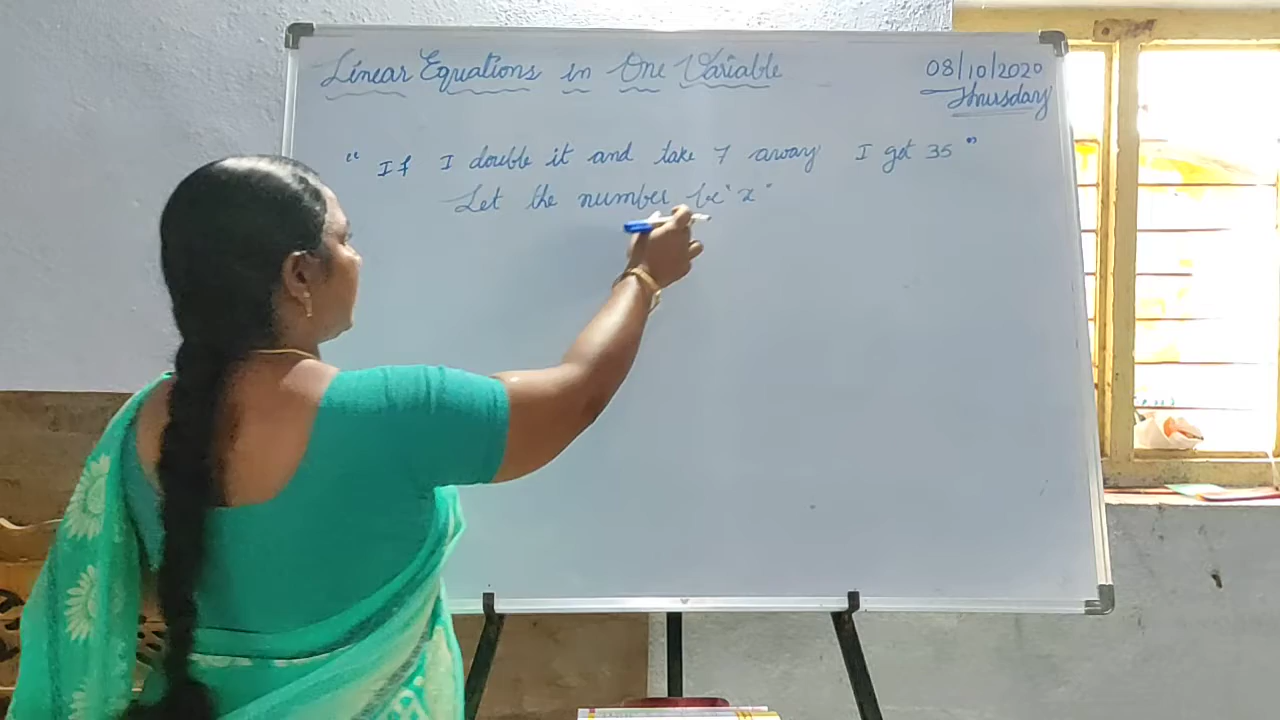 Linear Equations in One Variable
08/10/2020
Thursday
" If I double it and take 7 away I get 35 "
Let the number be 'x'